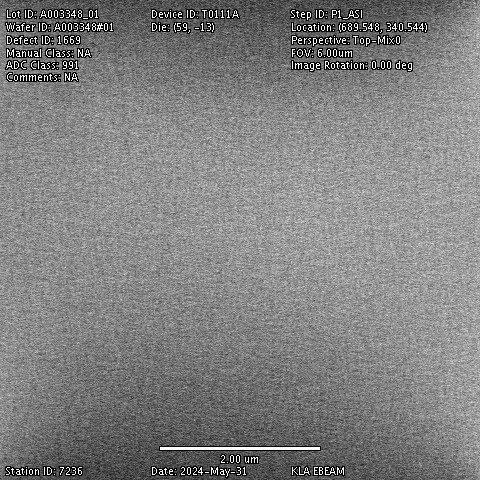 Lot ID: A003348_01
Device ID: T0111A
Step ID: P1_ASI
Wafer ID: A003348#01
Die: (59, -13)
Location: (689.548, 340.544)
Defect ID: 1669
Perspective: Top-Mix0
Manual Class: NA
FOV: 6.00um
ADC Class: 991
Image Rotation: 0.00 deg
Comments: NA
2.00 um
Station ID: 7236
Date: 2024-May-31
KLA EBEAM